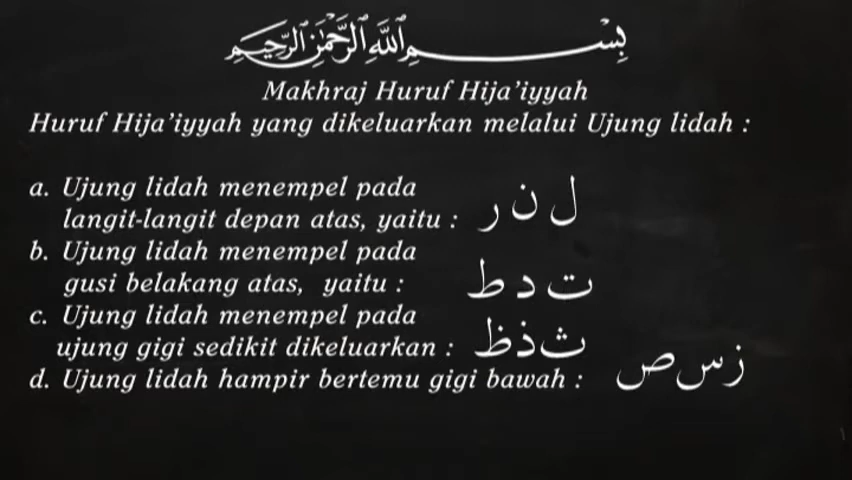 بِسْمِ اللَّهِ الرَّحْمَٰنِ الرَّحِيمِ
Makhraj Huruf Hija'iyyah
Huruf Hija'iyyah yang dikeluarkan melalui Ujung lidah :
a. Ujung lidah menempel pada
langit-langit depan atas, yaitu : ل ن ر
b. Ujung lidah menempel pada
gusi belakang atas, yaitu : ت د ط
c. Ujung lidah menempel pada
ujung gigi sedikit dikeluarkan : ث ذ ظ
d. Ujung lidah hampir bertemu gigi bawah : ز س ص